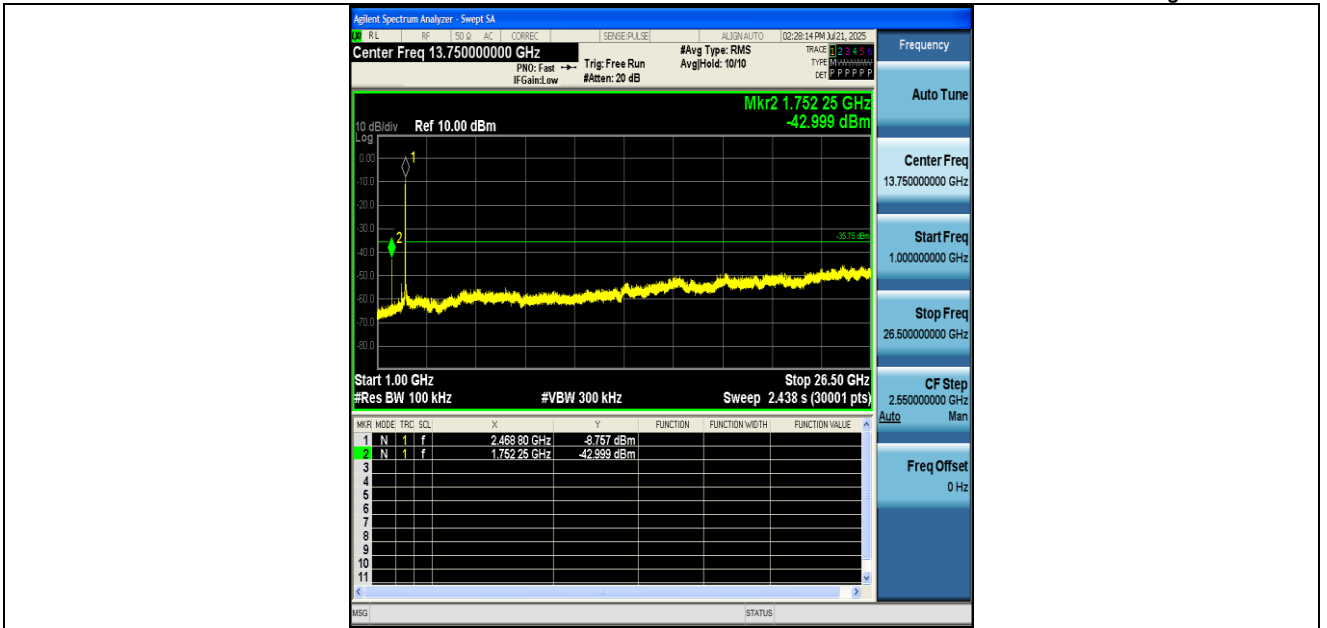 Agilent Spectrum Analyzer - Swept SA
RL RF 50 Ω AC CORREC SENSE:PULSE ALIGN AUTO 02:28:14 PM Jul 21, 2025
Center Freq 13.750000000 GHz
PNO: Fast
IFGain:Low
Trig: Free Run
#Atten: 20 dB
#Avg Type: RMS
Avg|Hold: 10/10
TRACE 1 2 3 4 5 6
TYPE
DET P P P P P P
Mkr2 1.752 25 GHz
-42.999 dBm
10 dB/div Ref 10.00 dBm
Log
0.00
-10.0
-20.0
-30.0
-40.0
-50.0
-60.0
-70.0
-80.0
1
2
-35.75 dBm
Start 1.00 GHz Stop 26.50 GHz
#Res BW 100 kHz #VBW 300 kHz Sweep 2.438 s (30001 pts)
MKR MODE TRC SCL X Y FUNCTION FUNCTION WIDTH FUNCTION VALUE
1 N 1 f 2.468 80 GHz -8.757 dBm
2 N 1 f 1.752 25 GHz -42.999 dBm
3
4
5
6
7
8
9
10
11
MSG STATUS
Frequency
Auto Tune
Center Freq
13.750000000 GHz
Start Freq
1.000000000 GHz
Stop Freq
26.500000000 GHz
CF Step
2.550000000 GHz
Auto Man
Freq Offset
0 Hz